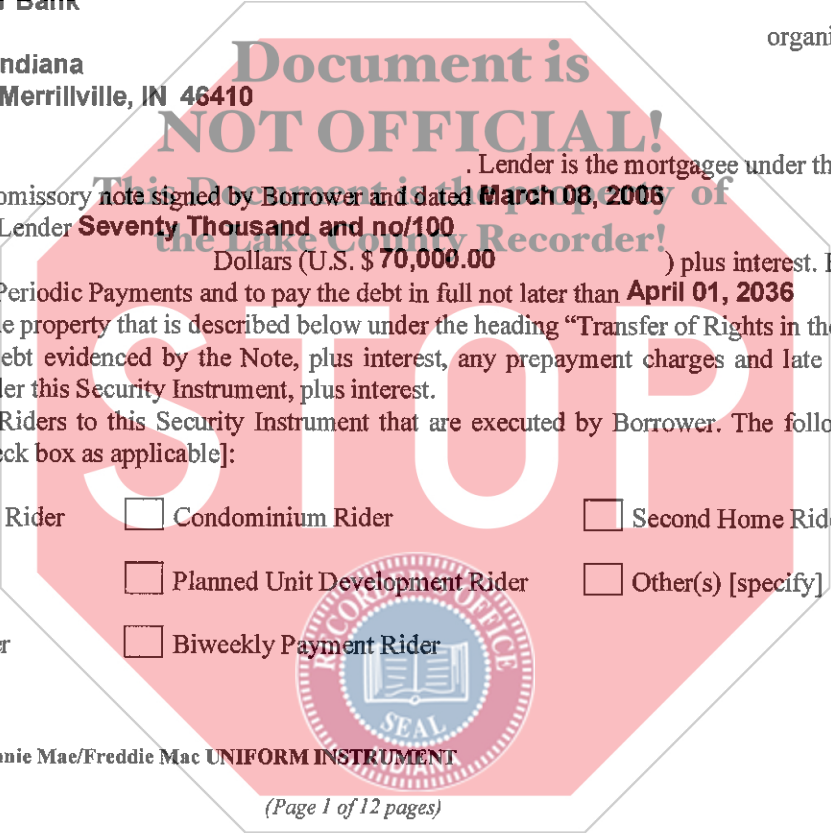 Bank
organi
Indiana
Merrillville, IN 46410
Document is
NOT OFFICIAL!
. Lender is the mortgagee under th
omissory note signed by Borrower and dated March 08, 2006
This Document is the property of
Lender Seventy Thousand and no/100
the Lake County Recorder!
Dollars (U.S. $ 70,000.00 ) plus interest. B
Periodic Payments and to pay the debt in full not later than April 01, 2036
e property that is described below under the heading “Transfer of Rights in the
ebt evidenced by the Note, plus interest, any prepayment charges and late
ler this Security Instrument, plus interest.
Riders to this Security Instrument that are executed by Borrower. The follo
eck box as applicable]:
STOP
Rider Condominium Rider Second Home Ride
Planned Unit Development Rider Other(s) [specify]
er Biweekly Payment Rider
RECORDER'S OFFICE
SEAL
INDIANA
nnie Mae/Freddie Mac UNIFORM INSTRUMENT
(Page 1 of 12 pages)